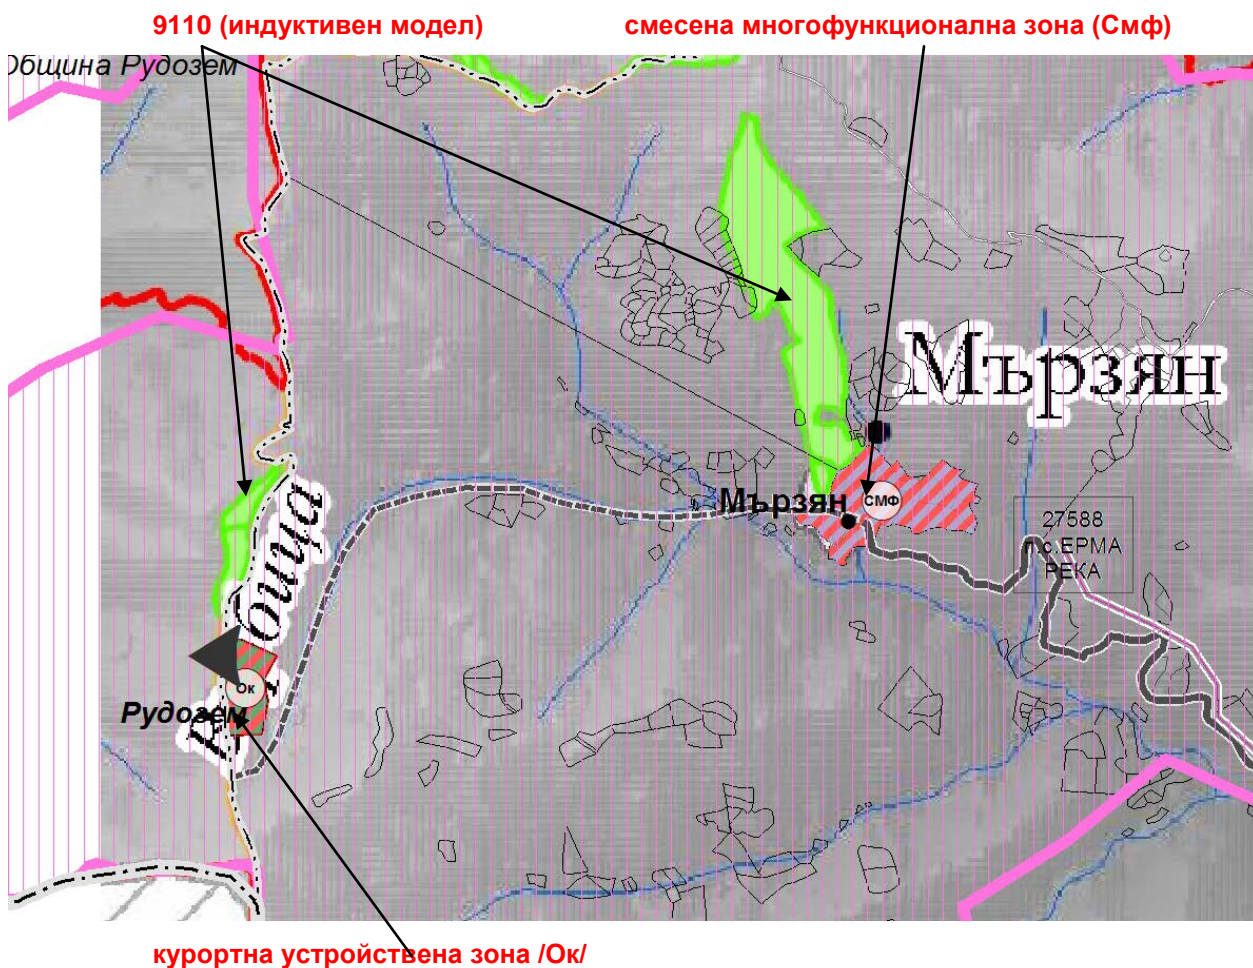 9110 (индуктивен модел)
смесена многофункционална зона (Смф)
Община Рудозем
Мързян
Мързян
СМФ
27588
п.с.ЕРМА
РЕКА
Ок
Рудозем
курортна устройствена зона /Ок/